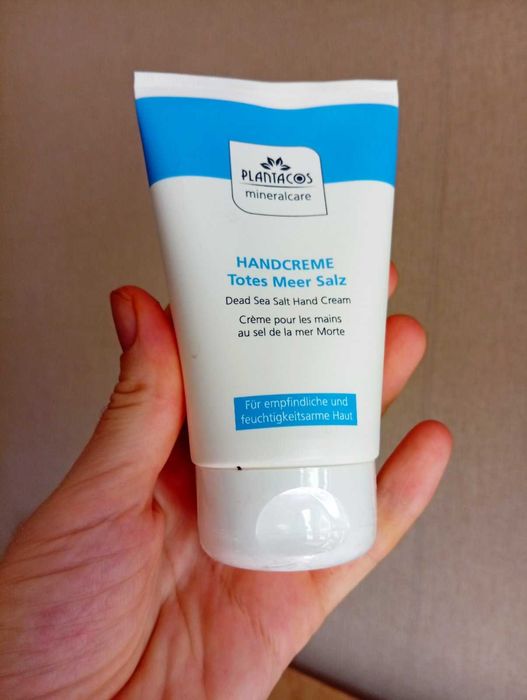 PLANTACOS
mineralcare
HANDCREME
Totes Meer Salz
Dead Sea Salt Hand Cream
Crème pour les mains
au sel de la mer Morte
Für empfindliche und
feuchtigkeitsarme Haut